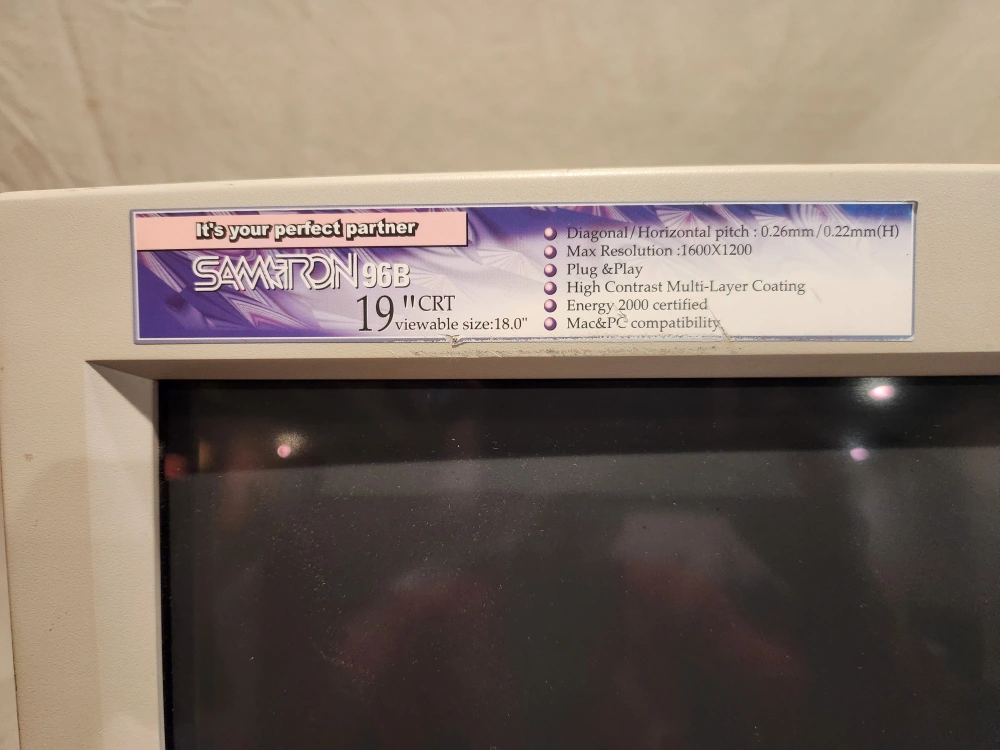 It's your perfect partner
SAMTRON 96B
19" CRT
viewable size:18.0"
Diagonal/Horizontal pitch : 0.26mm/0.22mm(H)
Max Resolution :1600X1200
Plug &Play
High Contrast Multi-Layer Coating
Energy 2000 certified
Mac&PC compatibility